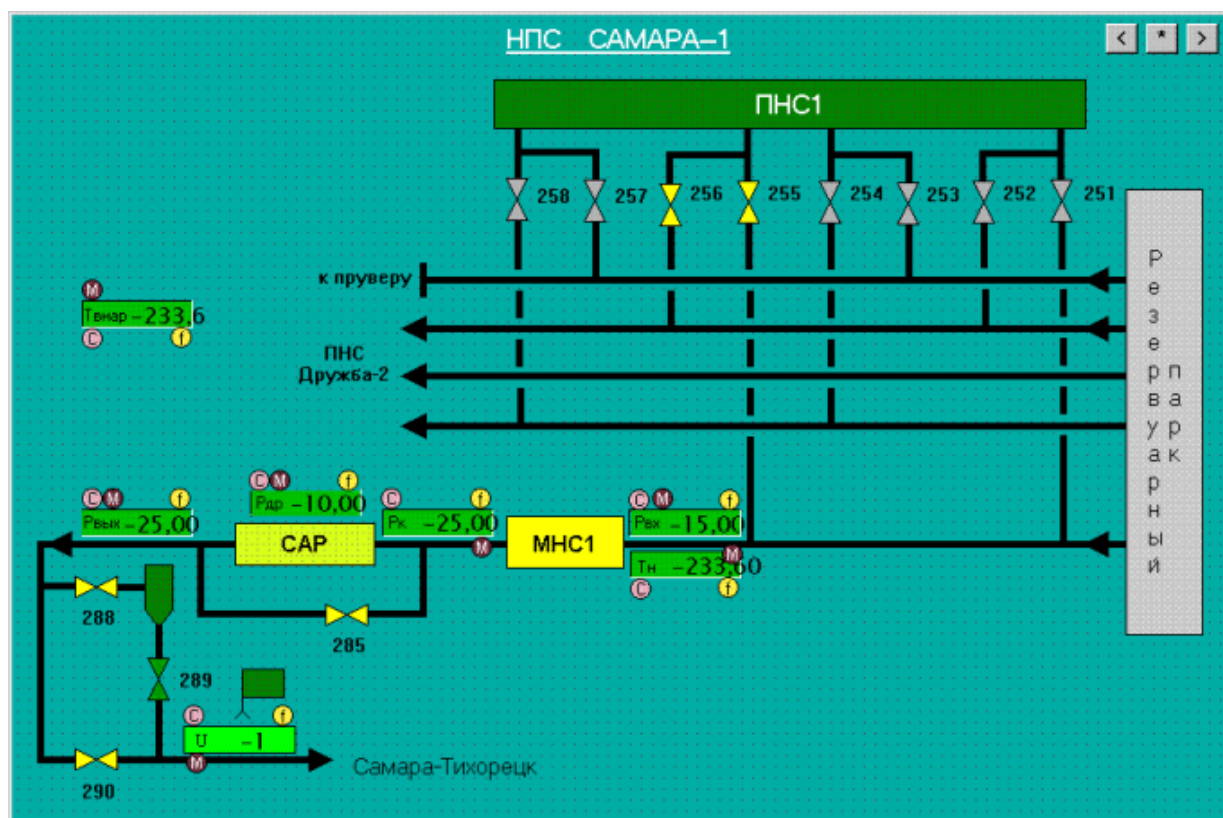 НПС САМАРА-1
< * >
ПНС1
258 257 256 255 254 253 252 251
к пруверу
М
Твнар -233,6
С f
ПНС
Дружба-2
Резервуарный
парк
С М f
Рдр -10,00
С М f
Рвых -25,00
С f
Рк -25,00
М
С М f
Рвх -15,00
САР
МНС1
М
Тн -233,60
С f
288
285
289
С f
U -1
М
290
Самара-Тихорецк